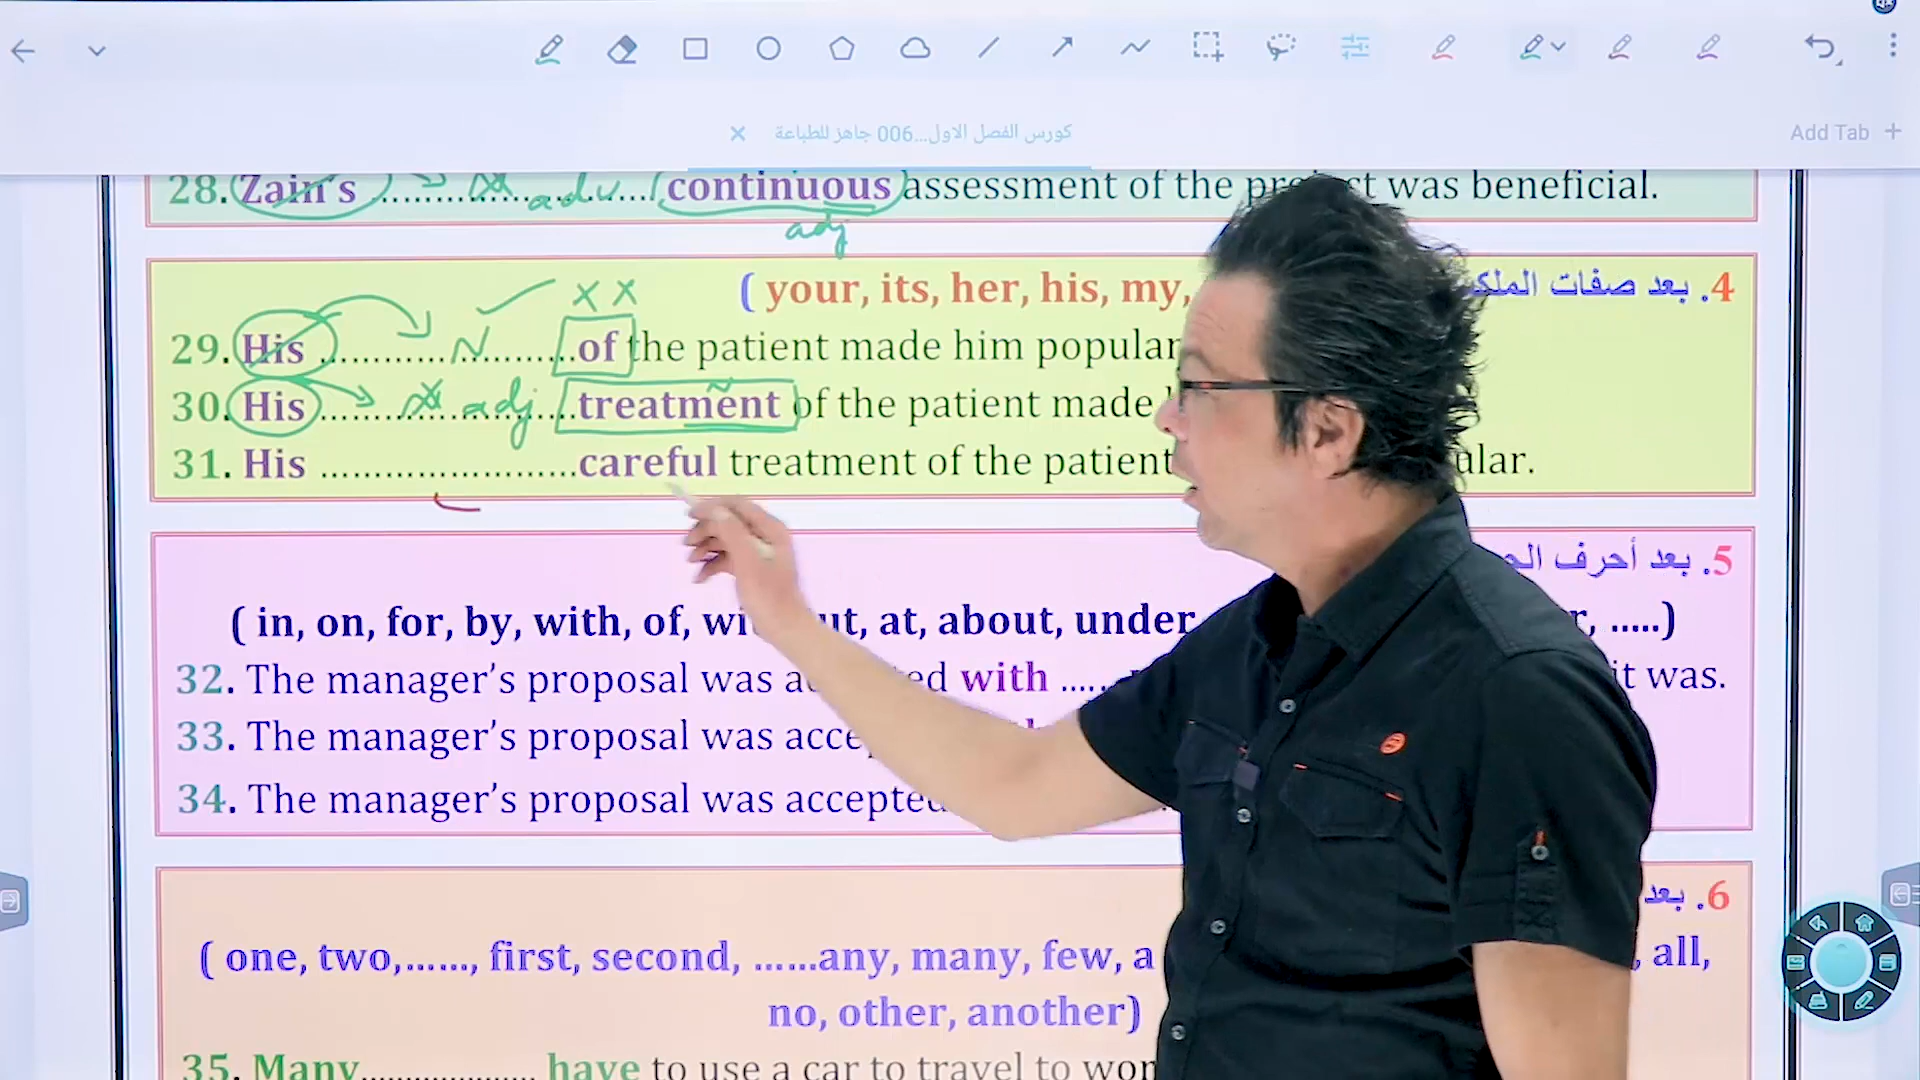 كورس الفصل الاول...006 جاهز للطباعة
Add Tab
28. Zain's .......... N adv .... continuous assessment of the project was beneficial.
adj
4. بعد صفات الملك
( your, its, her, his, my,
x x
29. His ............ N .......... of the patient made him popular
30. His ........ N adj .... treatment of the patient made
N
31. His ........................careful treatment of the patient ular.
5. بعد أحرف
( in, on, for, by, with, of, ut, at, about, under r, .....)
32. The manager's proposal was ed with ..... it was.
33. The manager's proposal was acce
34. The manager's proposal was accepted
6. بعد
( one, two,......, first, second, ......any, many, few, a , all,
no, other, another)
35. Many.................... have to use a car to travel to wor